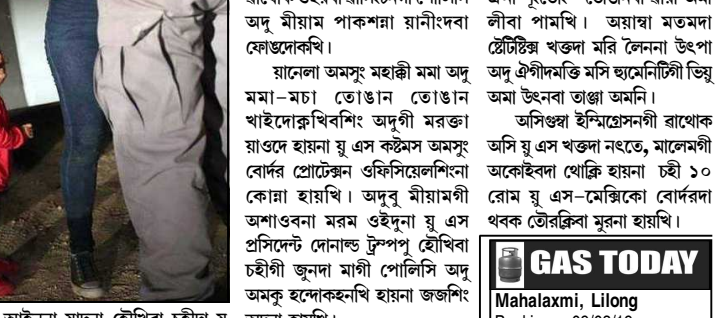 অদু মীয়াম পাকশন্না য়ানীংদবা
ফোঙদোকখি।
য়ানেলা অমসুং মহাক্কী মমা অদু
মমা-মচা তোঙান তোঙান
খাইদোক্নখিবশিং অদুগী মরক্তা
য়াওদে হায়না য়ু এস কষ্টমস অমসুং
বোর্দর প্রোটেক্সন ওফিসিয়েলশিংনা
কোন্না হায়খি। অদুবু মীয়ামগী
অশাওবনা মরম ওইদুনা য়ু এস
প্রসিদেন্ট দোনাল্ড ট্রম্পপু হৌখিবা
চহীগী জুনদা মাগী পোলিসি অদু
অমকু হন্দোকহনখি হায়না জজশিং
লীবা পামখি। অয়াম্বা মতমদা
ষ্টেটিষ্টিক্স খক্তদা মরি লৈননা উৎপা
অদু ঐগীদমক্তি মসি হ্যুমেনিটিগী ভিয়ু
অমা উৎনবা তাঞ্জা অমনি।
অসিগুম্বা ইম্মিগ্রেসনগী ৱাথোক
অসি য়ু এস খক্তদা নৎতে, মালেমগী
অকোইবদা থোক্লি হায়না চহী ১০
রোম য়ু এস-মেক্সিকো বোর্দরদা
থবক তৌরক্লিবা মুরনা হায়খি।
GAS TODAY
Mahalaxmi, Lilong